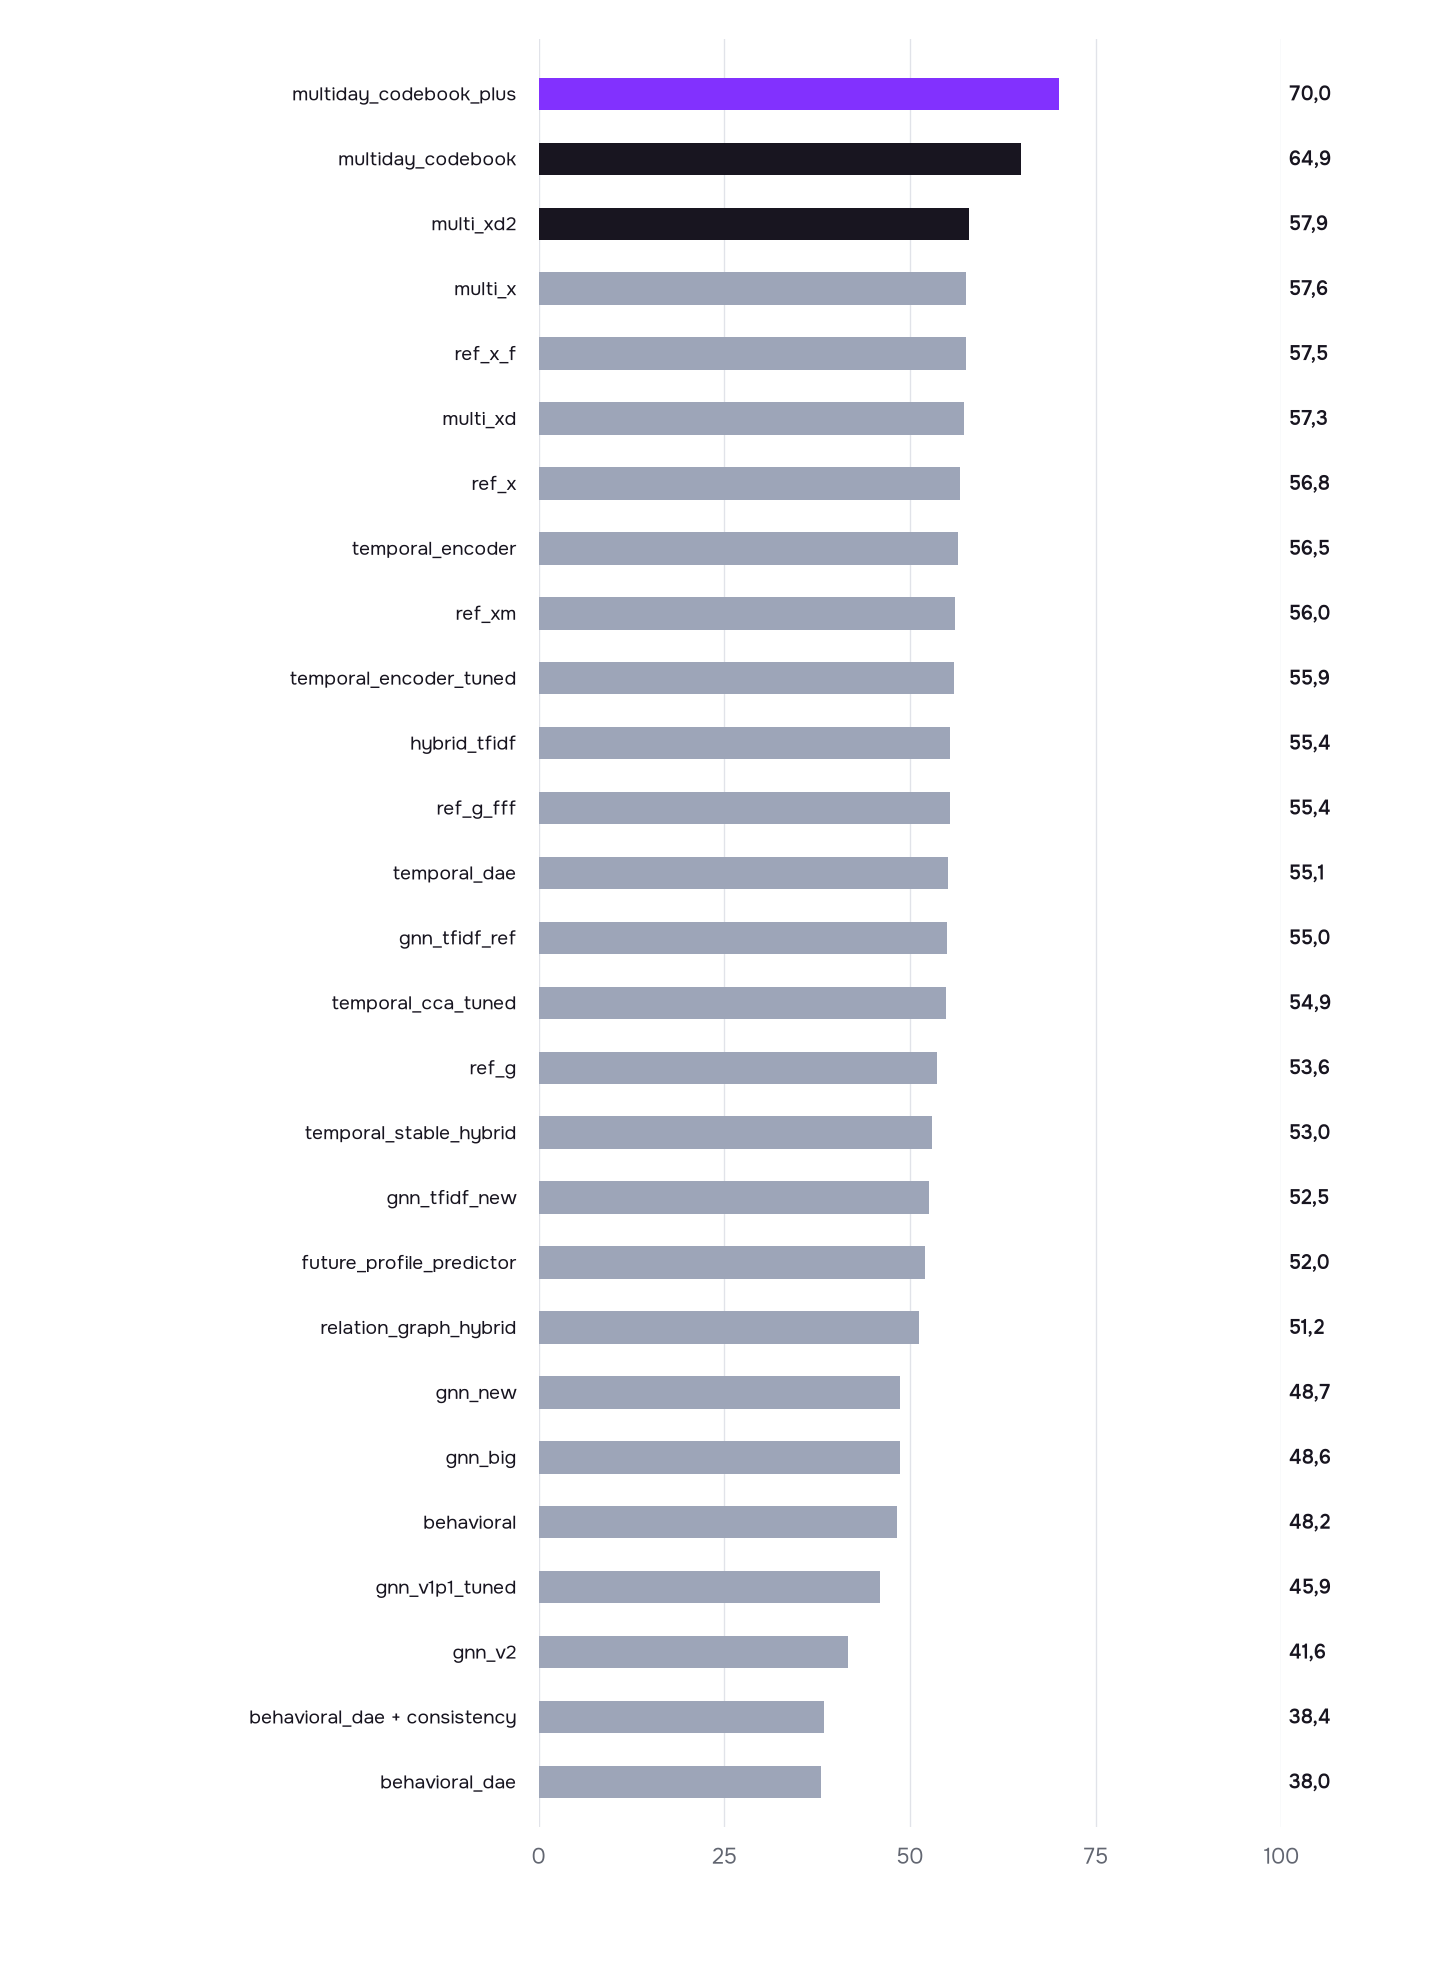 multiday_codebook_plus 70,0
multiday_codebook 64,9
multi_xd2 57,9
multi_x 57,6
ref_x_f 57,5
multi_xd 57,3
ref_x 56,8
temporal_encoder 56,5
ref_xm 56,0
temporal_encoder_tuned 55,9
hybrid_tfidf 55,4
ref_g_fff 55,4
temporal_dae 55,1
gnn_tfidf_ref 55,0
temporal_cca_tuned 54,9
ref_g 53,6
temporal_stable_hybrid 53,0
gnn_tfidf_new 52,5
future_profile_predictor 52,0
relation_graph_hybrid 51,2
gnn_new 48,7
gnn_big 48,6
behavioral 48,2
gnn_v1p1_tuned 45,9
gnn_v2 41,6
behavioral_dae + consistency 38,4
behavioral_dae 38,0
0 25 50 75 100